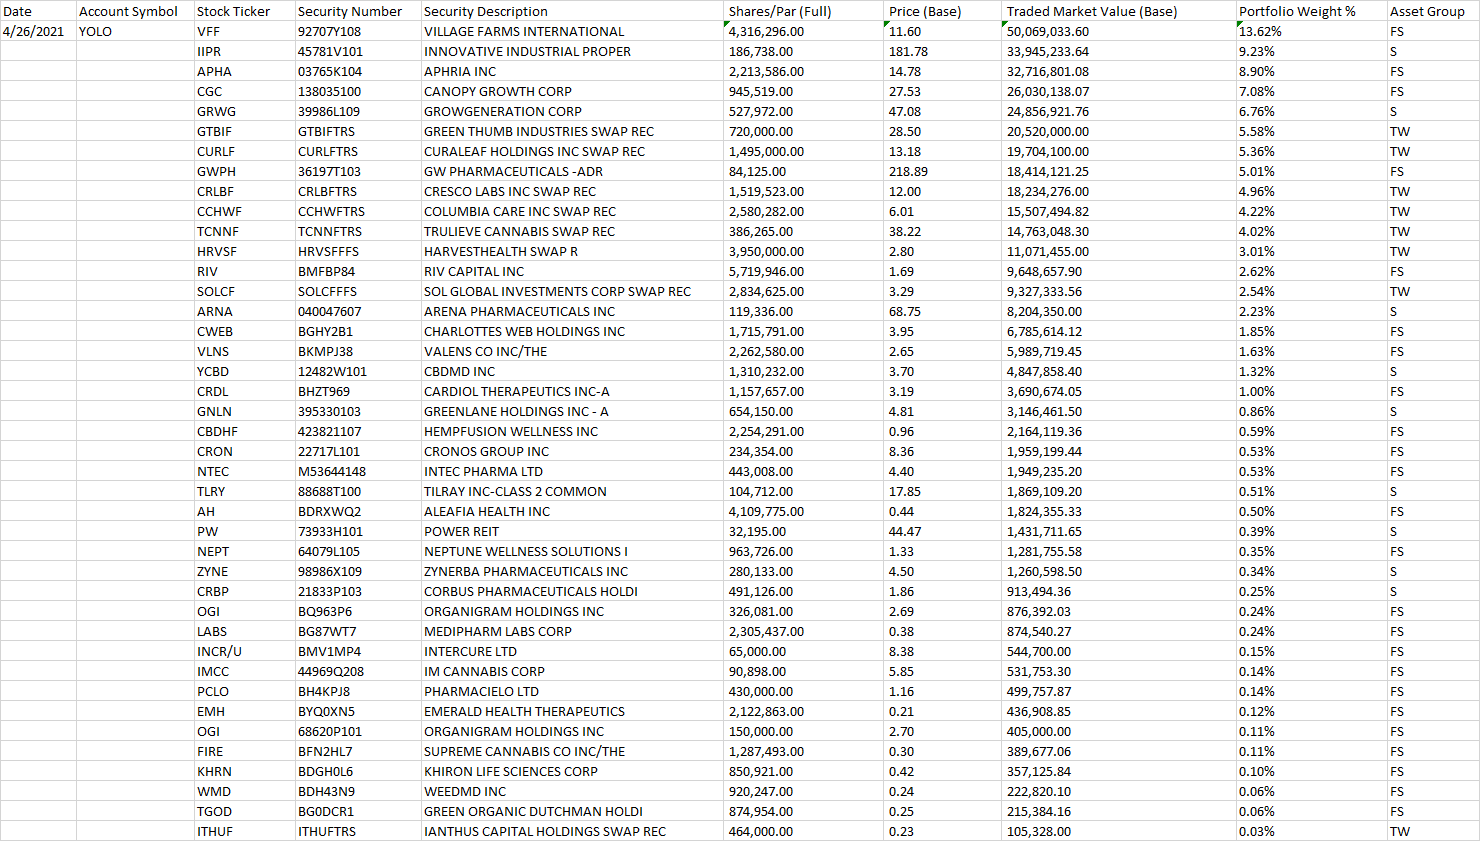 Date Account Symbol Stock Ticker Security Number Security Description Shares/Par (Full) Price (Base) Traded Market Value (Base) Portfolio Weight % Asset Group
4/26/2021 YOLO VFF 92707Y108 VILLAGE FARMS INTERNATIONAL 4,316,296.00 11.60 50,069,033.60 13.62% FS
IIPR 45781V101 INNOVATIVE INDUSTRIAL PROPER 186,738.00 181.78 33,945,233.64 9.23% S
APHA 03765K104 APHRIA INC 2,213,586.00 14.78 32,716,801.08 8.90% FS
CGC 138035100 CANOPY GROWTH CORP 945,519.00 27.53 26,030,138.07 7.08% FS
GRWG 39986L109 GROWGENERATION CORP 527,972.00 47.08 24,856,921.76 6.76% S
GTBIF GTBIFTRS GREEN THUMB INDUSTRIES SWAP REC 720,000.00 28.50 20,520,000.00 5.58% TW
CURLF CURLFTRS CURALEAF HOLDINGS INC SWAP REC 1,495,000.00 13.18 19,704,100.00 5.36% TW
GWPH 36197T103 GW PHARMACEUTICALS -ADR 84,125.00 218.89 18,414,121.25 5.01% FS
CRLBF CRLBFTRS CRESCO LABS INC SWAP REC 1,519,523.00 12.00 18,234,276.00 4.96% TW
CCHWF CCHWFTRS COLUMBIA CARE INC SWAP REC 2,580,282.00 6.01 15,507,494.82 4.22% TW
TCNNF TCNNFTRS TRULIEVE CANNABIS SWAP REC 386,265.00 38.22 14,763,048.30 4.02% TW
HRVSF HRVSFFFS HARVESTHEALTH SWAP R 3,950,000.00 2.80 11,071,455.00 3.01% TW
RIV BMFBP84 RIV CAPITAL INC 5,719,946.00 1.69 9,648,657.90 2.62% FS
SOLCF SOLCFFFS SOL GLOBAL INVESTMENTS CORP SWAP REC 2,834,625.00 3.29 9,327,333.56 2.54% TW
ARNA 040047607 ARENA PHARMACEUTICALS INC 119,336.00 68.75 8,204,350.00 2.23% S
CWEB BGHY2B1 CHARLOTTES WEB HOLDINGS INC 1,715,791.00 3.95 6,785,614.12 1.85% FS
VLNS BKMPJ38 VALENS CO INC/THE 2,262,580.00 2.65 5,989,719.45 1.63% FS
YCBD 12482W101 CBDMD INC 1,310,232.00 3.70 4,847,858.40 1.32% S
CRDL BHZT969 CARDIOL THERAPEUTICS INC-A 1,157,657.00 3.19 3,690,674.05 1.00% FS
GNLN 395330103 GREENLANE HOLDINGS INC - A 654,150.00 4.81 3,146,461.50 0.86% S
CBDHF 423821107 HEMPFUSION WELLNESS INC 2,254,291.00 0.96 2,164,119.36 0.59% FS
CRON 22717L101 CRONOS GROUP INC 234,354.00 8.36 1,959,199.44 0.53% FS
NTEC M53644148 INTEC PHARMA LTD 443,008.00 4.40 1,949,235.20 0.53% FS
TLRY 88688T100 TILRAY INC-CLASS 2 COMMON 104,712.00 17.85 1,869,109.20 0.51% S
AH BDRXWQ2 ALEAFIA HEALTH INC 4,109,775.00 0.44 1,824,355.33 0.50% FS
PW 73933H101 POWER REIT 32,195.00 44.47 1,431,711.65 0.39% S
NEPT 64079L105 NEPTUNE WELLNESS SOLUTIONS I 963,726.00 1.33 1,281,755.58 0.35% FS
ZYNE 98986X109 ZYNERBA PHARMACEUTICALS INC 280,133.00 4.50 1,260,598.50 0.34% S
CRBP 21833P103 CORBUS PHARMACEUTICALS HOLDI 491,126.00 1.86 913,494.36 0.25% S
OGI BQ963P6 ORGANIGRAM HOLDINGS INC 326,081.00 2.69 876,392.03 0.24% FS
LABS BG87WT7 MEDIPHARM LABS CORP 2,305,437.00 0.38 874,540.27 0.24% FS
INCR/U BMV1MP4 INTERCURE LTD 65,000.00 8.38 544,700.00 0.15% FS
IMCC 44969Q208 IM CANNABIS CORP 90,898.00 5.85 531,753.30 0.14% FS
PCLO BH4KPJ8 PHARMACIELO LTD 430,000.00 1.16 499,757.87 0.14% FS
EMH BYQ0XN5 EMERALD HEALTH THERAPEUTICS 2,122,863.00 0.21 436,908.85 0.12% FS
OGI 68620P101 ORGANIGRAM HOLDINGS INC 150,000.00 2.70 405,000.00 0.11% FS
FIRE BFN2HL7 SUPREME CANNABIS CO INC/THE 1,287,493.00 0.30 389,677.06 0.11% FS
KHRN BDGH0L6 KHIRON LIFE SCIENCES CORP 850,921.00 0.42 357,125.84 0.10% FS
WMD BDH43N9 WEEDMD INC 920,247.00 0.24 222,820.10 0.06% FS
TGOD BG0DCR1 GREEN ORGANIC DUTCHMAN HOLDI 874,954.00 0.25 215,384.16 0.06% FS
ITHUF ITHUFTRS IANTHUS CAPITAL HOLDINGS SWAP REC 464,000.00 0.23 105,328.00 0.03% TW